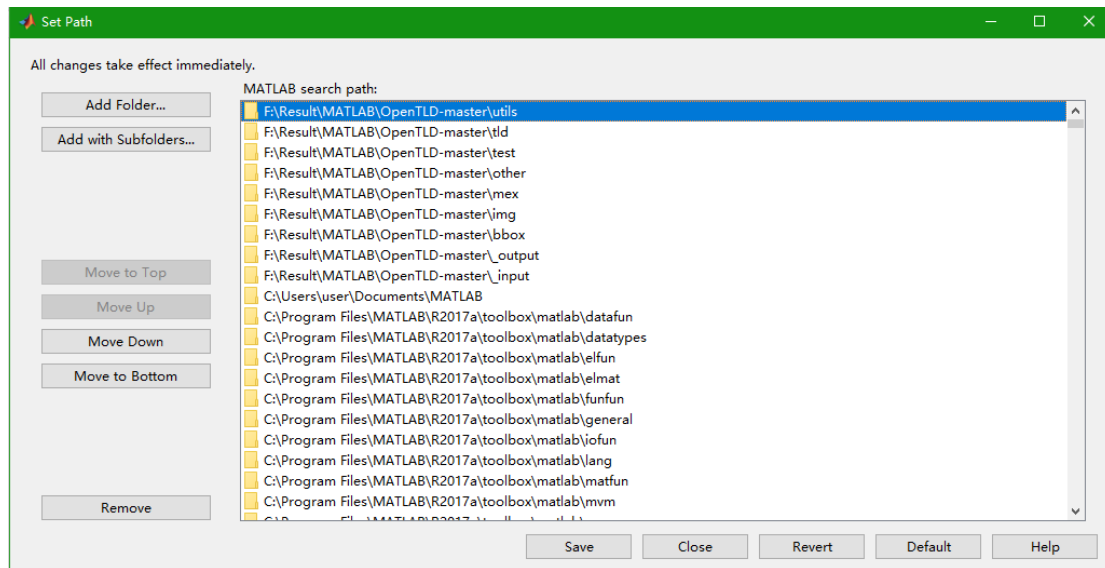 Set Path
All changes take effect immediately.
MATLAB search path:
Add Folder...
Add with Subfolders...
Move to Top
Move Up
Move Down
Move to Bottom
Remove
F:\Result\MATLAB\OpenTLD-master\utils
F:\Result\MATLAB\OpenTLD-master\tld
F:\Result\MATLAB\OpenTLD-master\test
F:\Result\MATLAB\OpenTLD-master\other
F:\Result\MATLAB\OpenTLD-master\mex
F:\Result\MATLAB\OpenTLD-master\img
F:\Result\MATLAB\OpenTLD-master\bbox
F:\Result\MATLAB\OpenTLD-master\_output
F:\Result\MATLAB\OpenTLD-master\_input
C:\Users\user\Documents\MATLAB
C:\Program Files\MATLAB\R2017a\toolbox\matlab\datafun
C:\Program Files\MATLAB\R2017a\toolbox\matlab\datatypes
C:\Program Files\MATLAB\R2017a\toolbox\matlab\elfun
C:\Program Files\MATLAB\R2017a\toolbox\matlab\elmat
C:\Program Files\MATLAB\R2017a\toolbox\matlab\funfun
C:\Program Files\MATLAB\R2017a\toolbox\matlab\general
C:\Program Files\MATLAB\R2017a\toolbox\matlab\iofun
C:\Program Files\MATLAB\R2017a\toolbox\matlab\lang
C:\Program Files\MATLAB\R2017a\toolbox\matlab\matfun
C:\Program Files\MATLAB\R2017a\toolbox\matlab\mvm
Save
Close
Revert
Default
Help